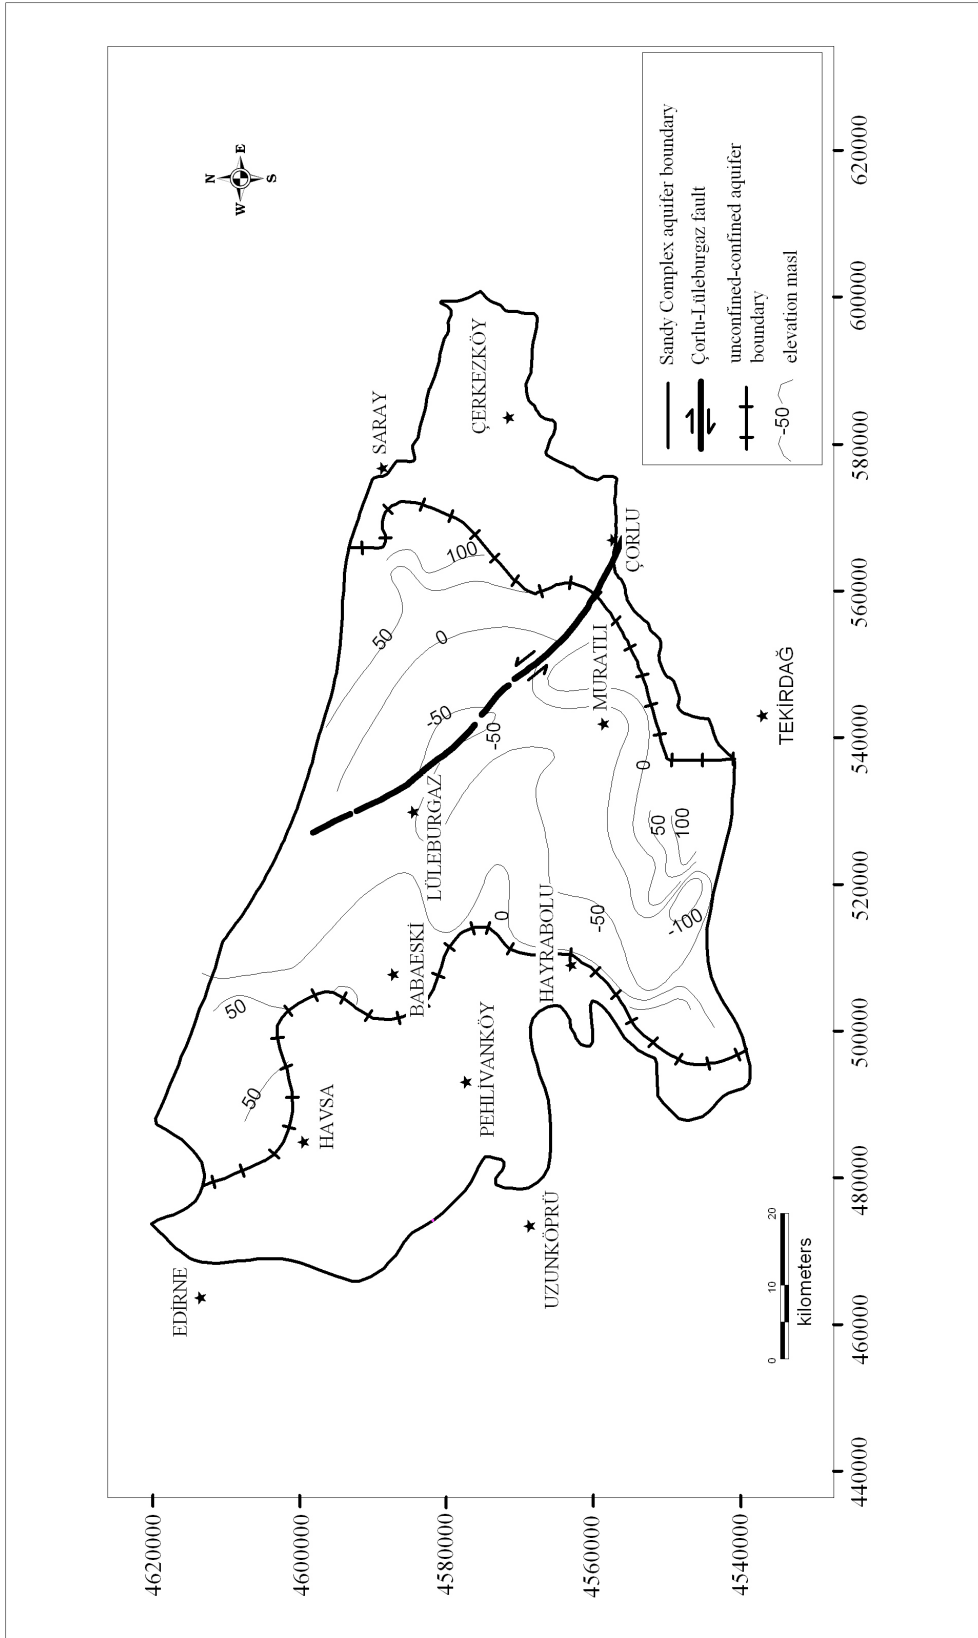 N
W
E
S
Sandy Complex aquifer boundary
Çorlu-Lüleburgaz fault
unconfined-confined aquifer
boundary
-50
elevation masl
EDİRNE
HAVSA
UZUNKÖPRÜ
PEHLİVANKÖY
BABAESKİ
HAYRABOLU
LÜLEBURGAZ
MURATLI
TEKİRDAĞ
ÇORLU
SARAY
ÇERKEZKÖY
50
50
50
0
100
-50
-50
0
-50
0
50
100
-100
0
10
20
kilometers
4620000
4600000
4580000
4560000
4540000
440000
460000
480000
500000
520000
540000
560000
580000
600000
620000